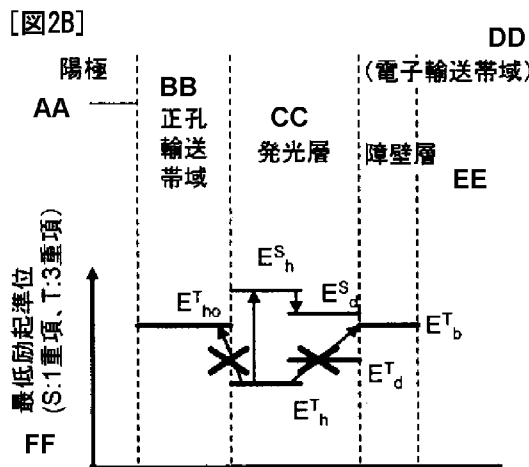 [図2B]
DD
(電子輸送帯域)
陽極
AA
BB
正孔
輸送
帯域
CC
発光層
障壁層
EE
最低励起準位
(S:1重項、T:3重項)
FF
E^S_h
E^S_d
E^T_ho
E^T_b
E^T_d
E^T_h